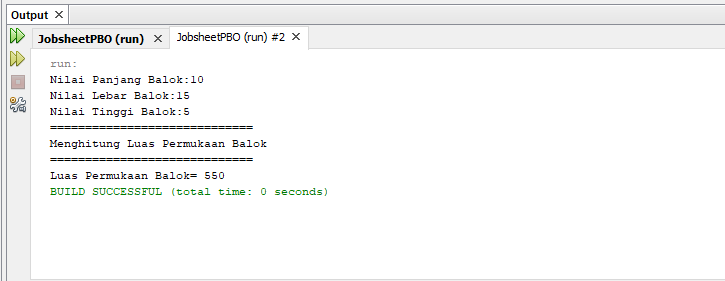 Output ×
JobsheetPBO (run) × JobsheetPBO (run) #2 ×
run:
Nilai Panjang Balok:10
Nilai Lebar Balok:15
Nilai Tinggi Balok:5
=============================
Menghitung Luas Permukaan Balok
=============================
Luas Permukaan Balok= 550
BUILD SUCCESSFUL (total time: 0 seconds)